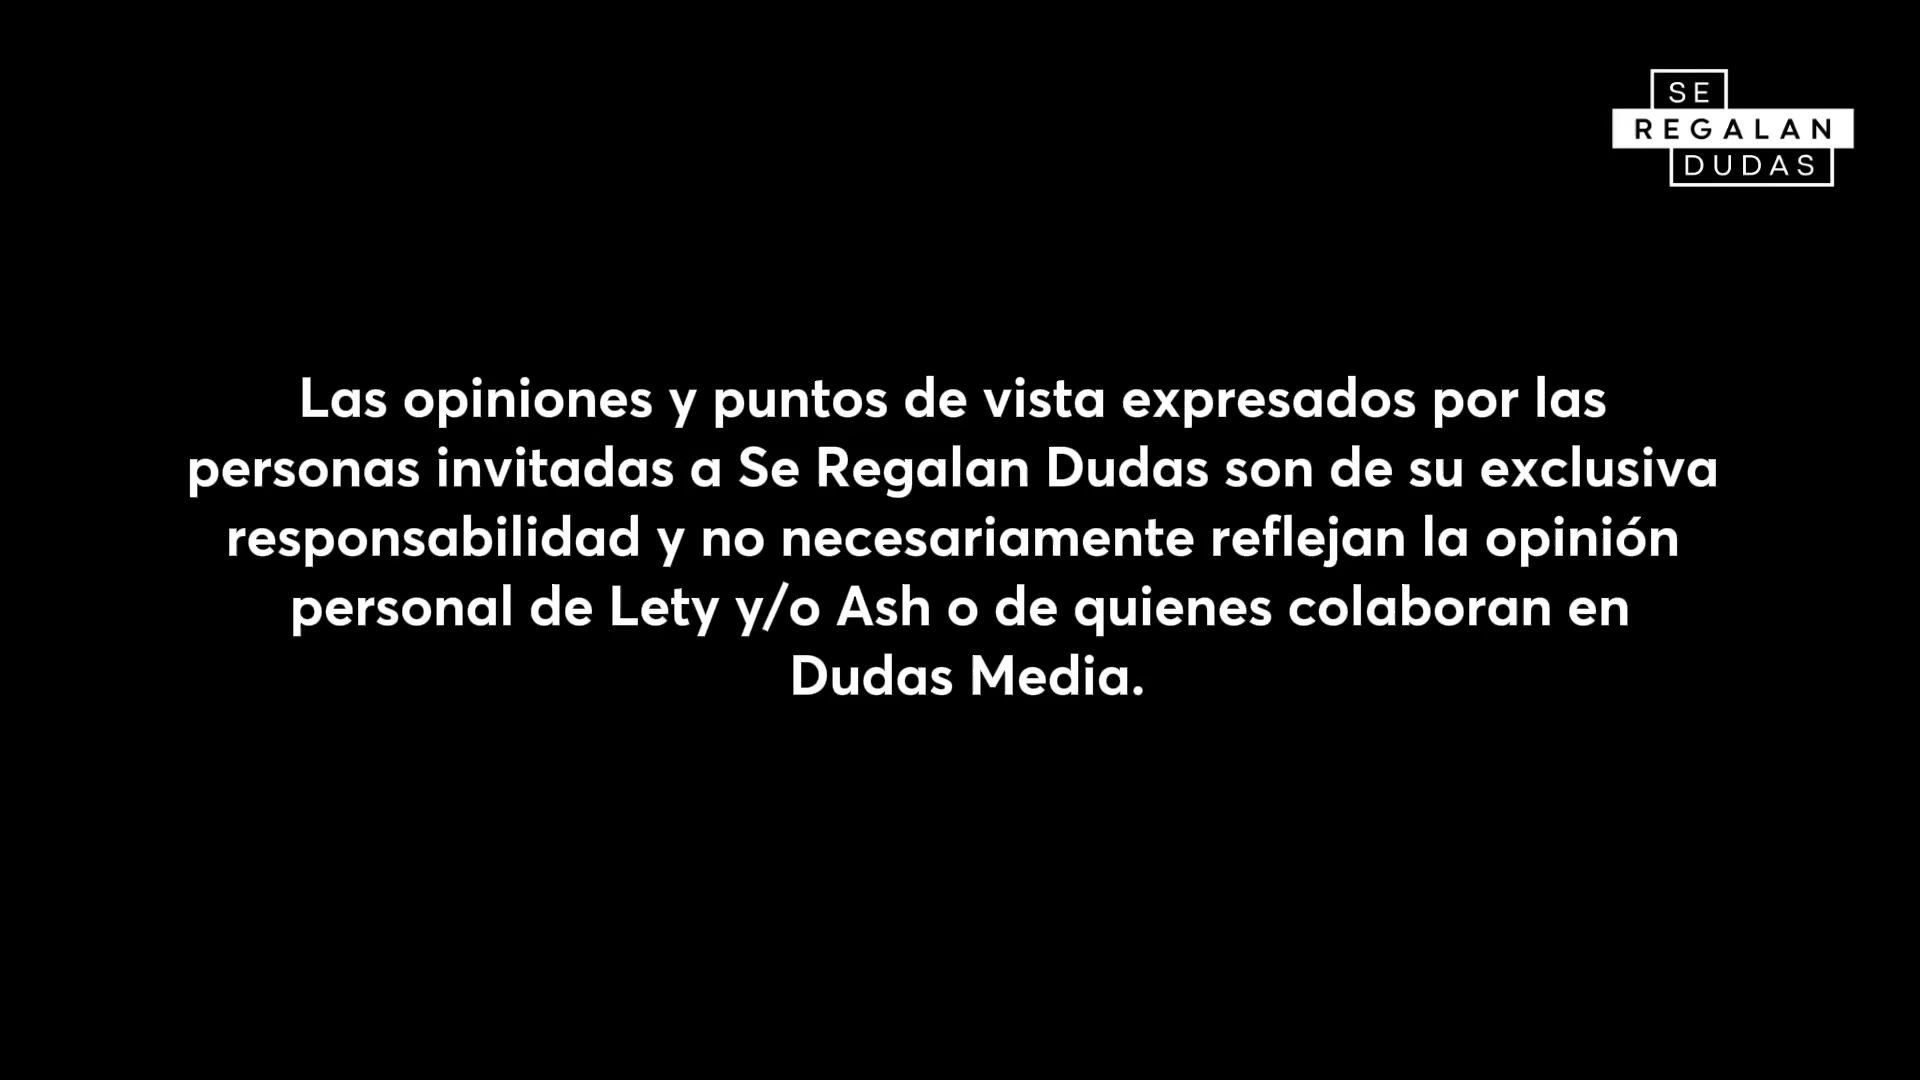 SE
REGALAN
DUDAS
Las opiniones y puntos de vista expresados por las
personas invitadas a Se Regalan Dudas son de su exclusiva
responsabilidad y no necesariamente reflejan la opinión
personal de Lety y/o Ash o de quienes colaboran en
Dudas Media.